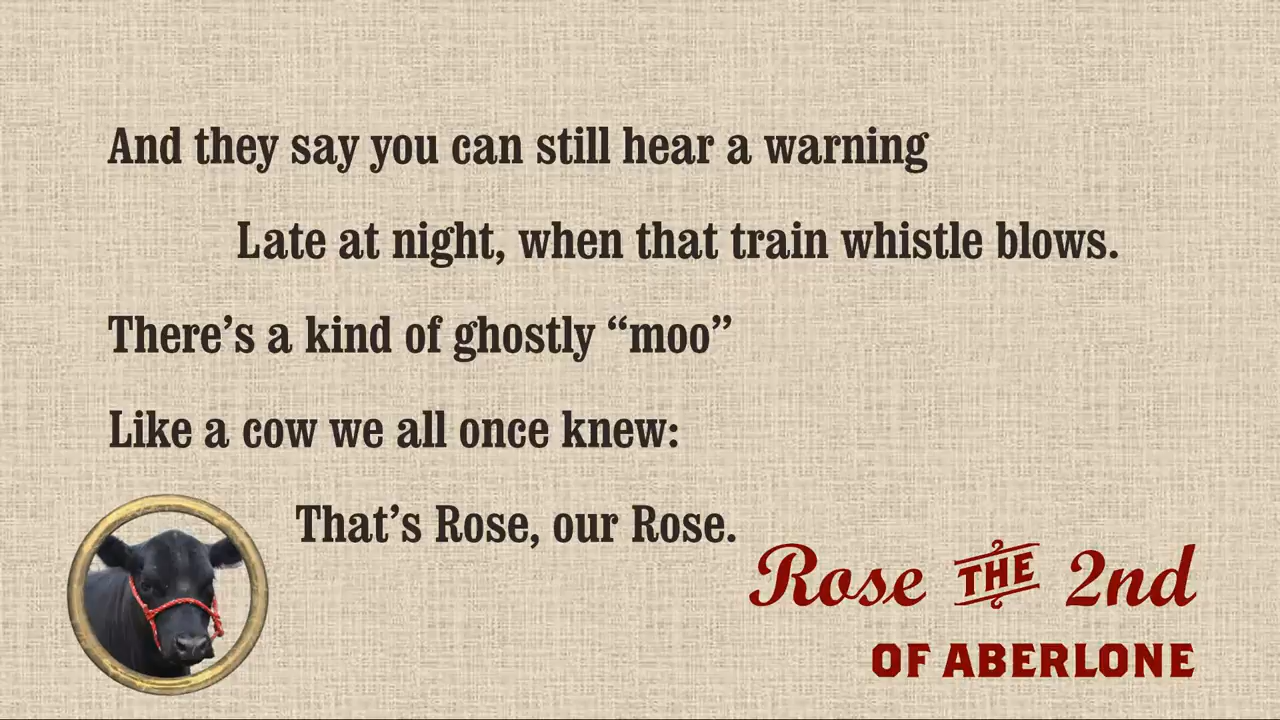 And they say you can still hear a warning
Late at night, when that train whistle blows.
There’s a kind of ghostly “moo”
Like a cow we all once knew:
That’s Rose, our Rose.
Rose THE 2nd
OF ABERLONE